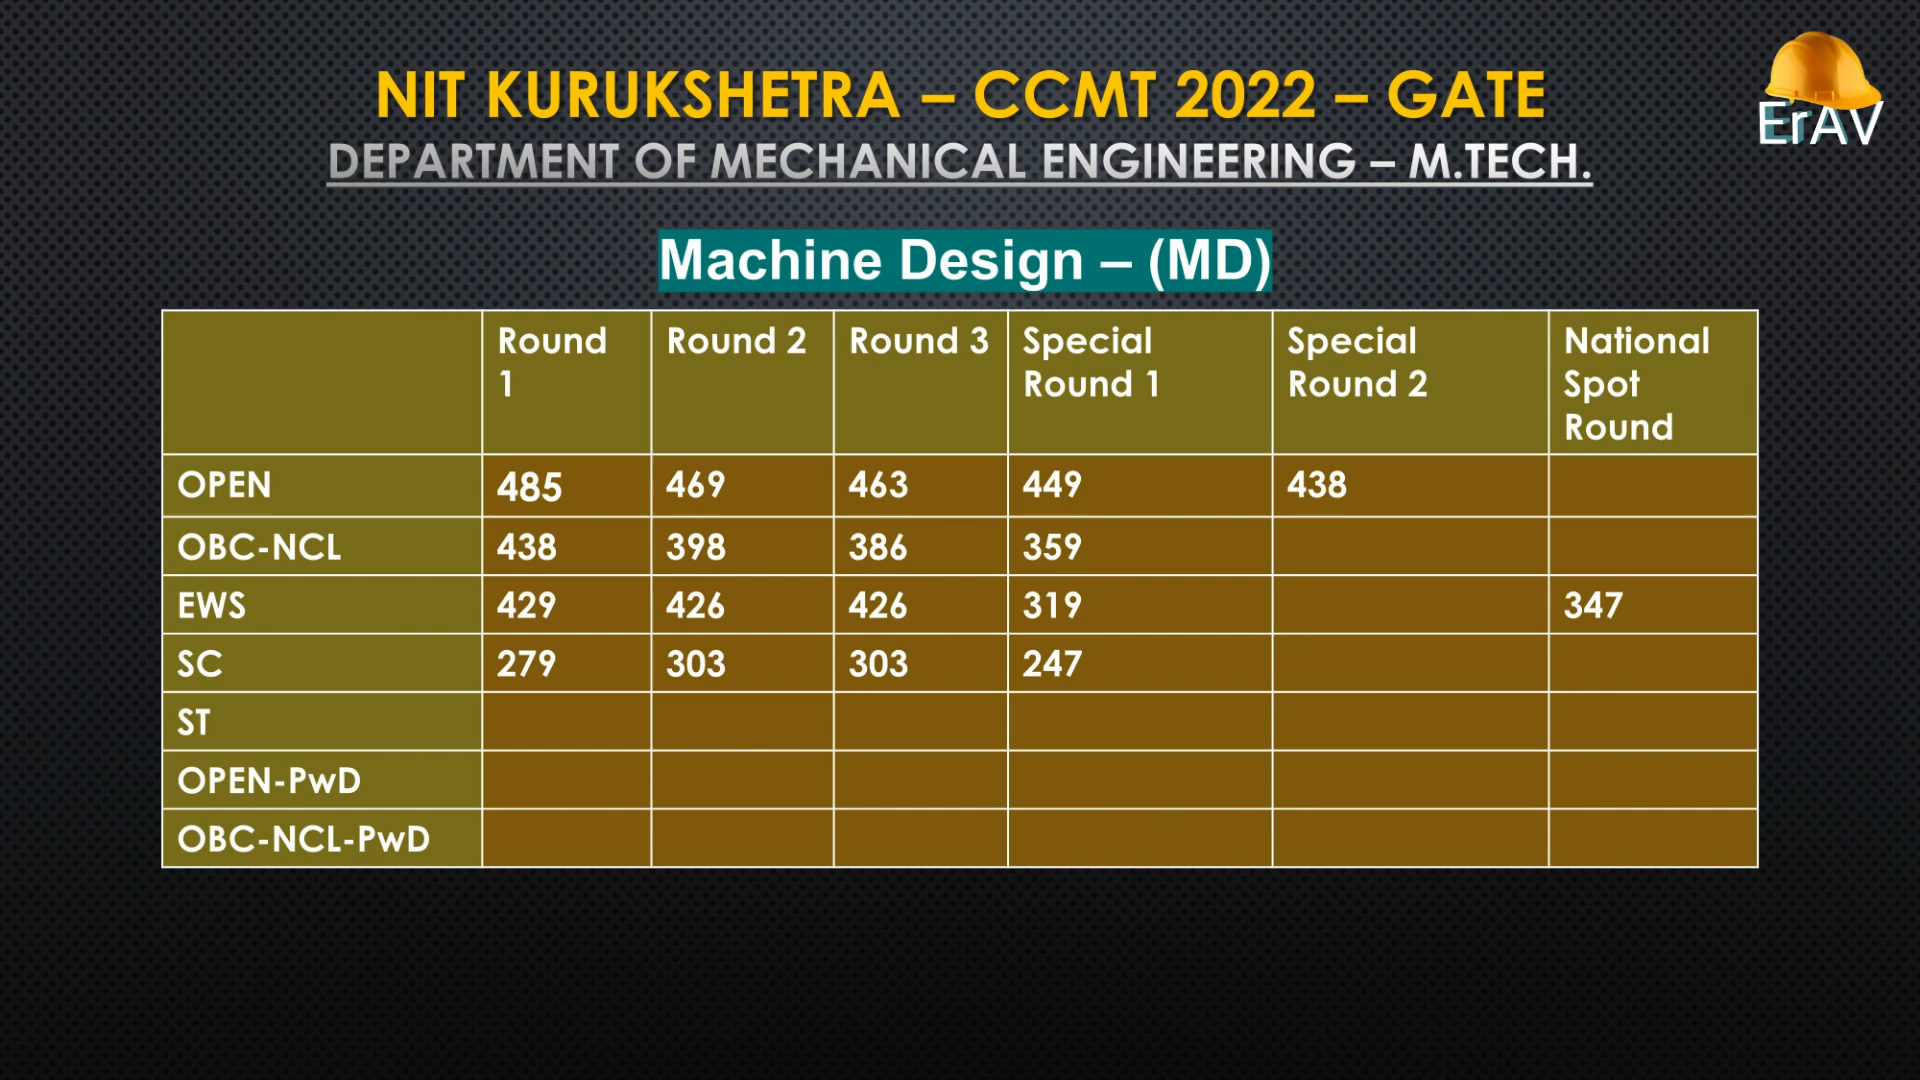 NIT KURUKSHETRA – CCMT 2022 – GATE
ErAV
DEPARTMENT OF MECHANICAL ENGINEERING – M.TECH.
Machine Design – (MD)
Round 1 Round 2 Round 3 Special Round 1 Special Round 2 National Spot Round
OPEN 485 469 463 449 438
OBC-NCL 438 398 386 359
EWS 429 426 426 319 347
SC 279 303 303 247
ST
OPEN-PwD
OBC-NCL-PwD